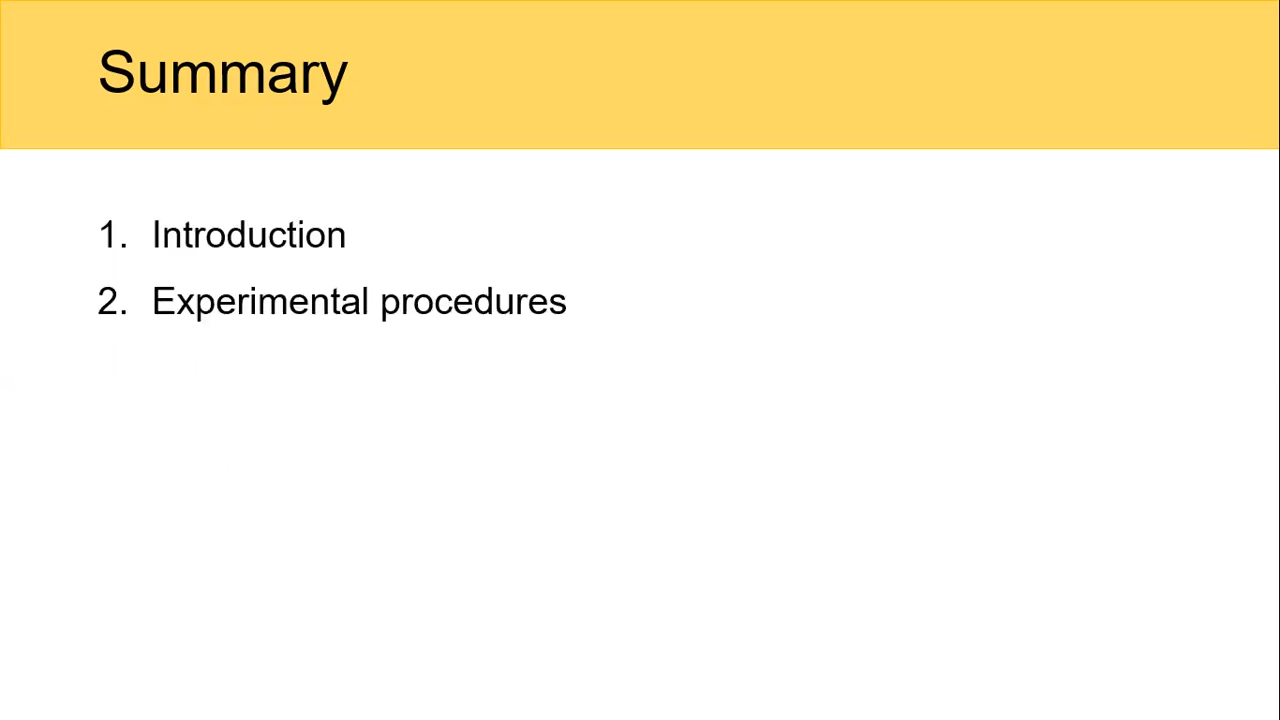 Summary
1. Introduction
2. Experimental procedures